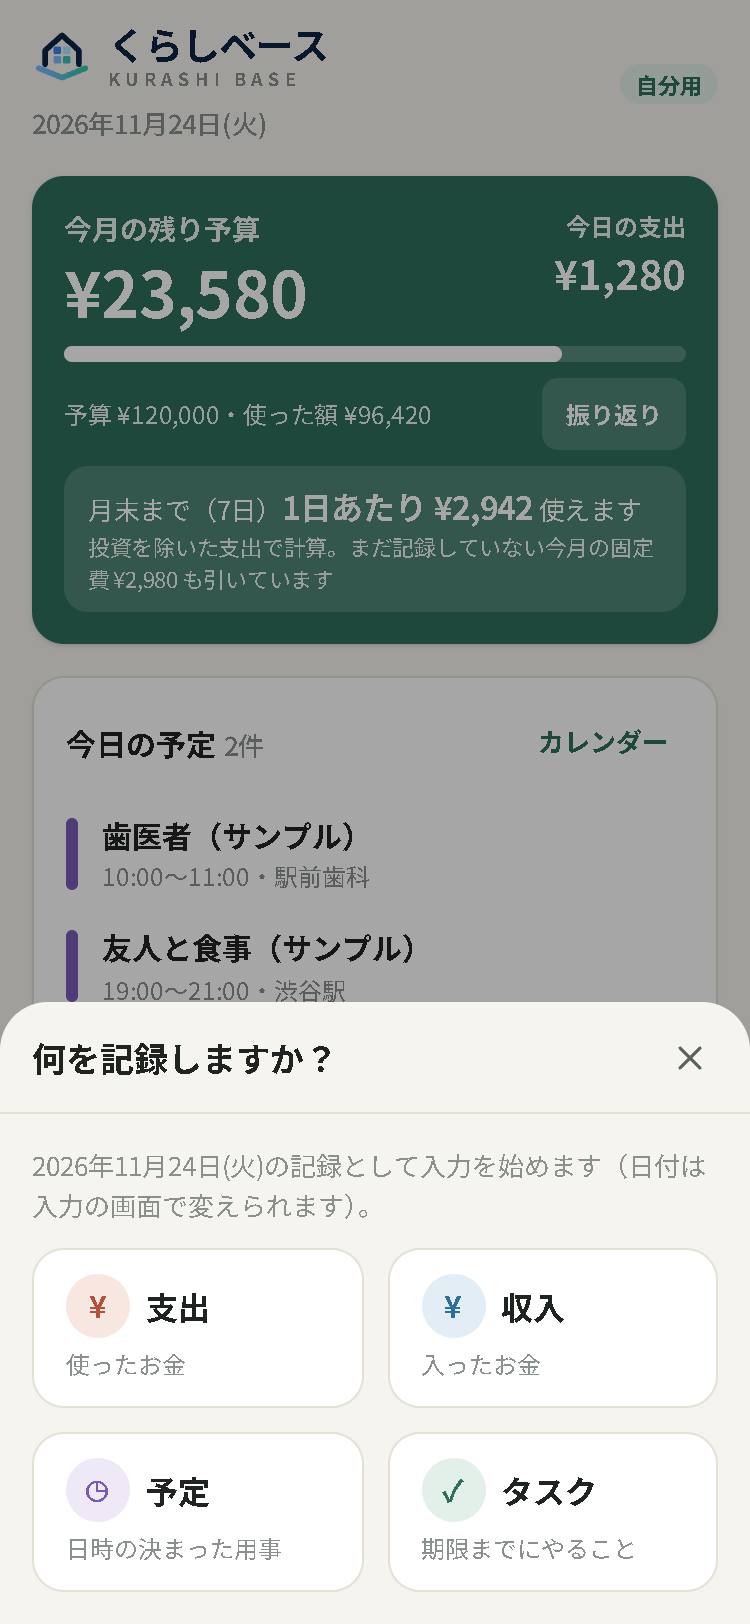 くらしベース
KURASHI BASE
2026年11月24日(火)
自分用
今月の残り予算
¥23,580
今日の支出
¥1,280
予算 ¥120,000・使った額 ¥96,420
振り返り
月末まで（7日）1日あたり ¥2,942 使えます
投資を除いた支出で計算。まだ記録していない今月の固定
費 ¥2,980 も引いています
今日の予定 2件
カレンダー
歯医者（サンプル）
10:00〜11:00・駅前歯科
友人と食事（サンプル）
19:00〜21:00・渋谷駅
何を記録しますか？
2026年11月24日(火)の記録として入力を始めます（日付は
入力の画面で変えられます）。
¥ 支出
使ったお金
¥ 収入
入ったお金
予定
日時の決まった用事
✓ タスク
期限までにやること